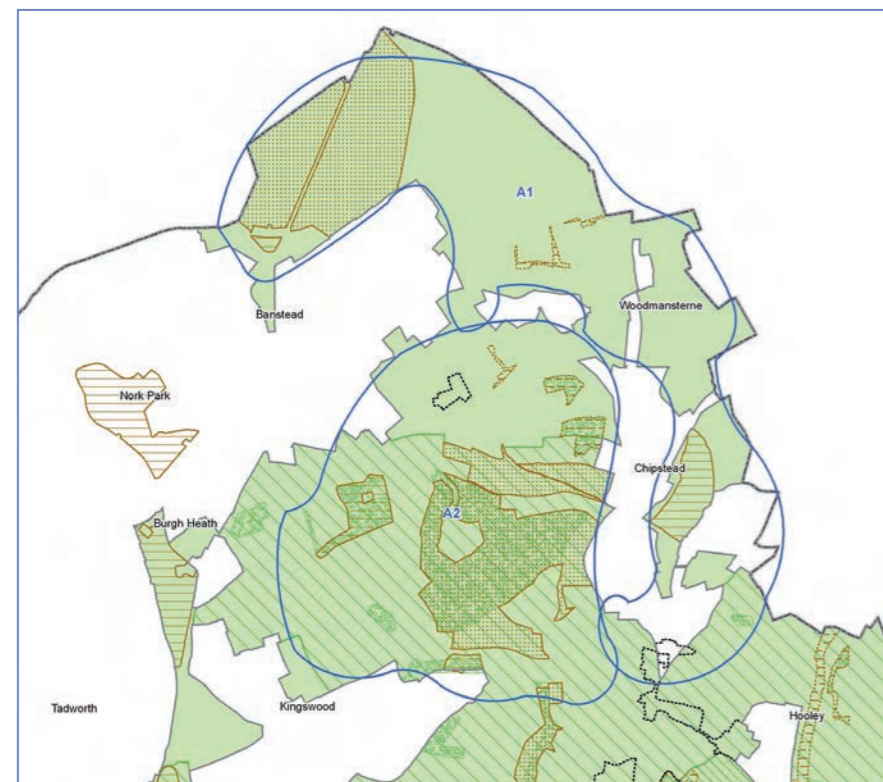 A1
Woodmansterne
Banstead
Nork Park
Chipstead
A2
Burgh Heath
Tadworth
Kingswood
Hooley